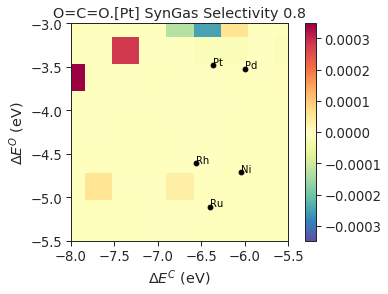 O=C=O.[Pt] SynGas Selectivity 0.8
−3.0
−3.5
−4.0
−4.5
−5.0
−5.5
ΔE^O (eV)
Pt
Pd
Rh
Ni
Ru
−8.0 −7.5 −7.0 −6.5 −6.0 −5.5
ΔE^C (eV)
0.0003
0.0002
0.0001
0.0000
−0.0001
−0.0002
−0.0003